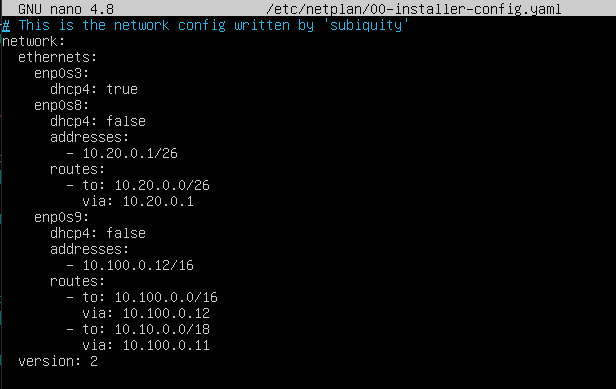 GNU nano 4.8 /etc/netplan/00-installer-config.yaml
# This is the network config written by 'subiquity'
network:
  ethernets:
    enp0s3:
      dhcp4: true
    enp0s8:
      dhcp4: false
      addresses:
        - 10.20.0.1/26
      routes:
        - to: 10.20.0.0/26
          via: 10.20.0.1
    enp0s9:
      dhcp4: false
      addresses:
        - 10.100.0.12/16
      routes:
        - to: 10.100.0.0/16
          via: 10.100.0.12
        - to: 10.10.0.0/18
          via: 10.100.0.11
  version: 2